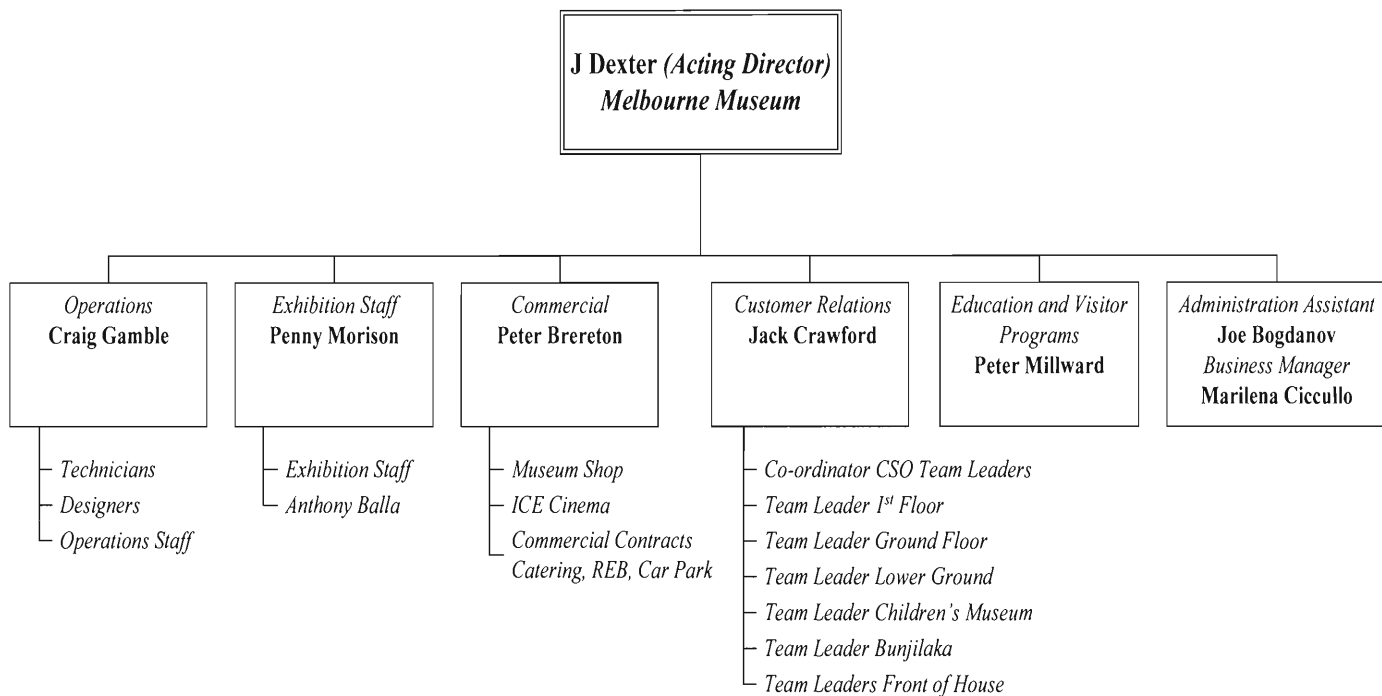 J Dexter (Acting Director)
Melbourne Museum
Operations
Craig Gamble
Technicians
Designers
Operations Staff
Exhibition Staff
Penny Morison
Exhibition Staff
Anthony Balla
Commercial
Peter Brereton
Museum Shop
ICE Cinema
Commercial Contracts
Catering, REB, Car Park
Customer Relations
Jack Crawford
Co-ordinator CSO Team Leaders
Team Leader 1st Floor
Team Leader Ground Floor
Team Leader Lower Ground
Team Leader Children's Museum
Team Leader Bunjilaka
Team Leaders Front of House
Education and Visitor
Programs
Peter Millward
Administration Assistant
Joe Bogdanov
Business Manager
Marilena Ciccullo